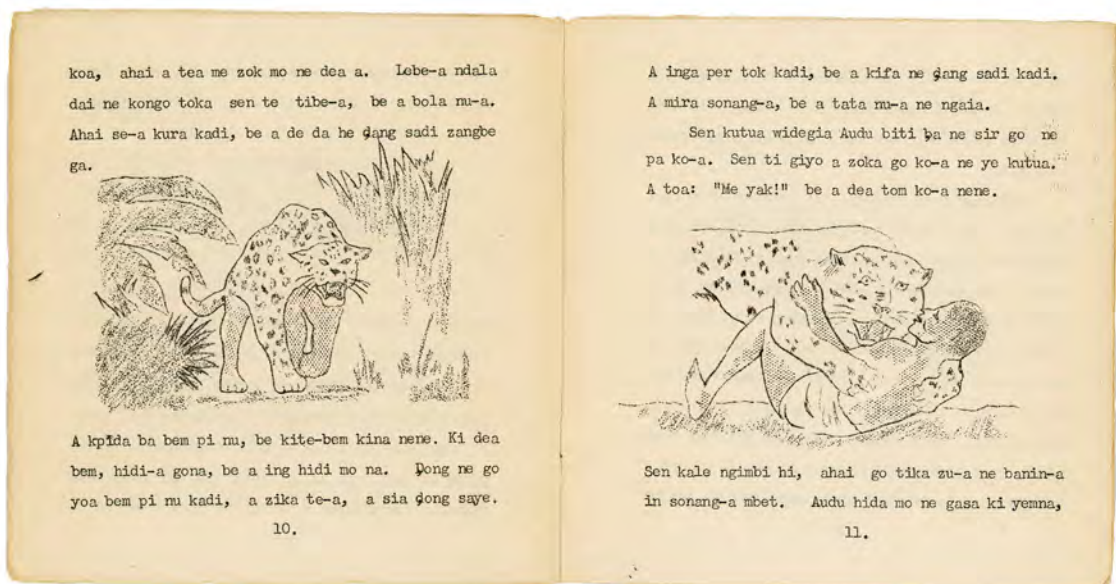 koa, ahai a tea me zok mo ne dea a. Lebe-a ndala
dai ne kongo toka sen te tibe-a, be a bola nu-a.
Ahai se-a kura kadi, be a de da he ɗang sadi zangbe
ga.
A kpiɗa ba bem pi nu, be kite-bem kina nene. Ki dea
bem, hidi-a gona, be a ing hidi mo na. Ɗong ne go
yoa bem pi nu kadi, a zika te-a, a sia ɗong saye.
10.
A inga per tok kadi, be a kifa ne ɗang sadi kadi.
A mira sonang-a, be a tata nu-a ne ngaia.
Sen kutua widegia Audu biti ɓa ne sir go ne
pa ko-a. Sen ti giyo a zoka go ko-a ne ye kutua.
A toa: "Me yak!" be a dea tom ko-a nene.
Sen kale ngimbi hi, ahai go tika zu-a ne banin-a
in sonang-a mbet. Audu hida mo ne gasa ki yemna,
11.